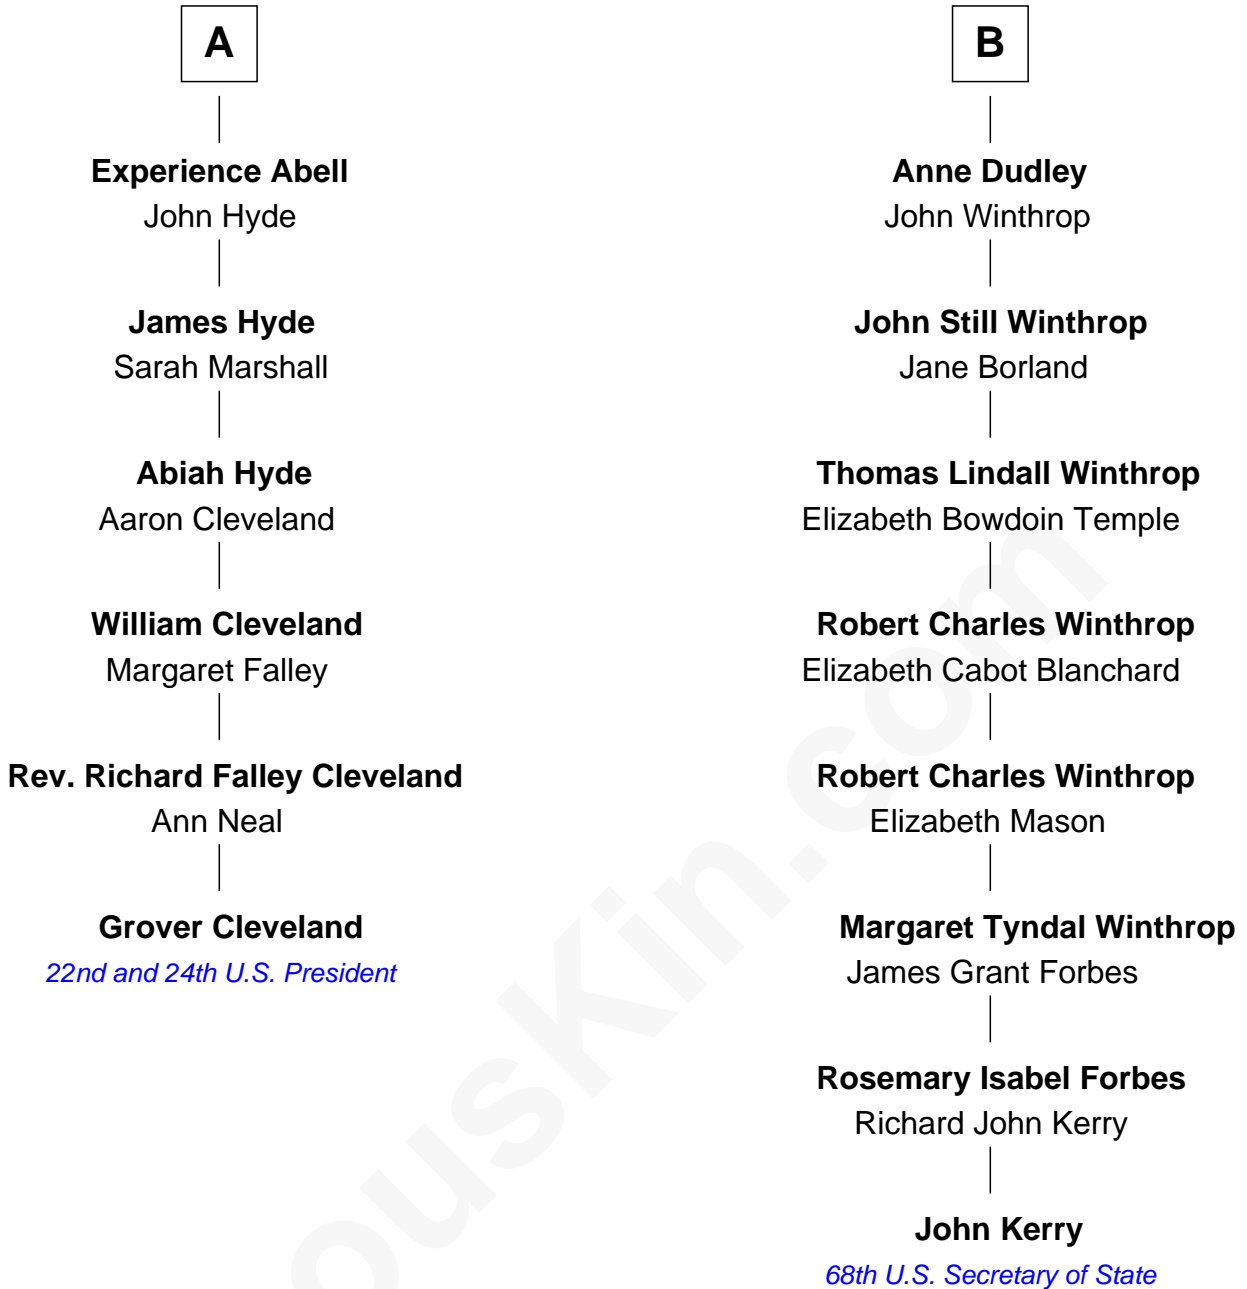 A
Experience Abell
John Hyde
James Hyde
Sarah Marshall
Abiah Hyde
Aaron Cleveland
William Cleveland
Margaret Falley
Rev. Richard Falley Cleveland
Ann Neal
Grover Cleveland
22nd and 24th U.S. President
B
Anne Dudley
John Winthrop
John Still Winthrop
Jane Borland
Thomas Lindall Winthrop
Elizabeth Bowdoin Temple
Robert Charles Winthrop
Elizabeth Cabot Blanchard
Robert Charles Winthrop
Elizabeth Mason
Margaret Tyndal Winthrop
James Grant Forbes
Rosemary Isabel Forbes
Richard John Kerry
John Kerry
68th U.S. Secretary of State
ousKin.com